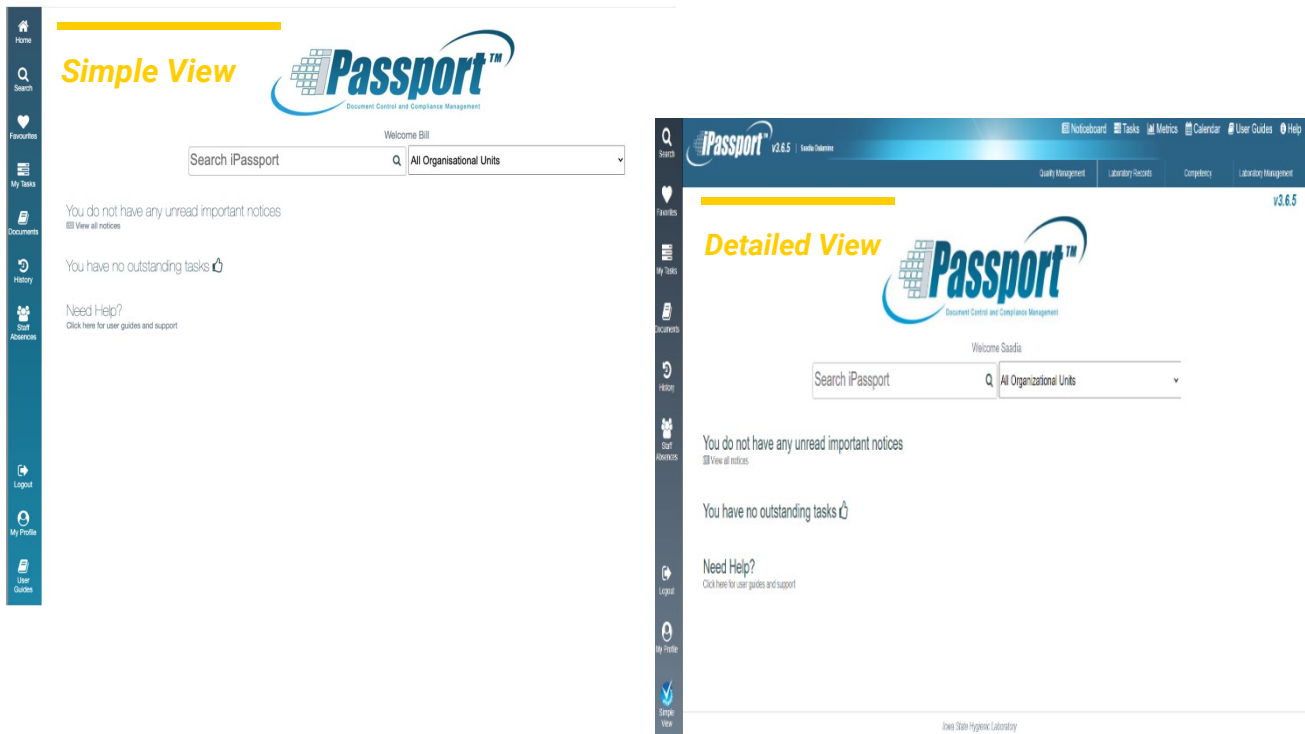 Home
Search
Favourites
My Tasks
Documents
History
Staff
Absences
Logout
My Profile
User
Guides
Simple View
iPassport™
Document Control and Compliance Management
Welcome Bill
Search iPassport
All Organisational Units
You do not have any unread important notices
View all notices
You have no outstanding tasks
Need Help?
Click here for user guides and support
Search
Favorites
My Tasks
Documents
History
Staff
Absences
Logout
My Profile
Simple
View
iPassport™ v3.6.5
Noticeboard Tasks Metrics Calendar User Guides Help
Quality Management Laboratory Records Competency Laboratory Management
v3.6.5
Detailed View
iPassport™
Document Control and Compliance Management
Welcome Saadia
Search iPassport
All Organizational Units
You do not have any unread important notices
View all notices
You have no outstanding tasks
Need Help?
Click here for user guides and support
Iowa State Hygienic Laboratory